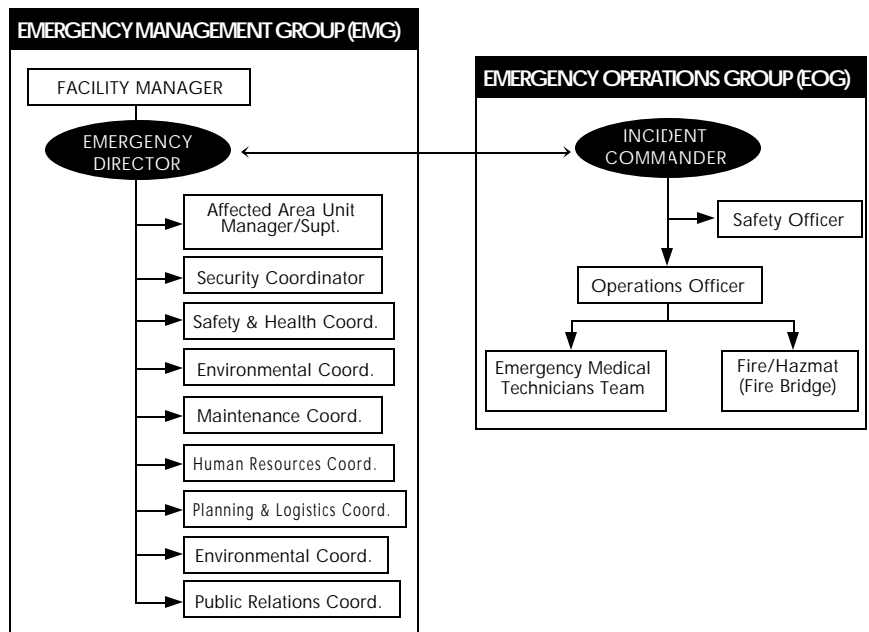 EMERGENCY MANAGEMENT GROUP (EMG)
FACILITY MANAGER
EMERGENCY
DIRECTOR
Affected Area Unit
Manager/Supt.
Security Coordinator
Safety & Health Coord.
Environmental Coord.
Maintenance Coord.
Human Resources Coord.
Planning & Logistics Coord.
Environmental Coord.
Public Relations Coord.
EMERGENCY OPERATIONS GROUP (EOG)
INCIDENT
COMMANDER
Safety Officer
Operations Officer
Emergency Medical
Technicians Team
Fire/Hazmat
(Fire Bridge)